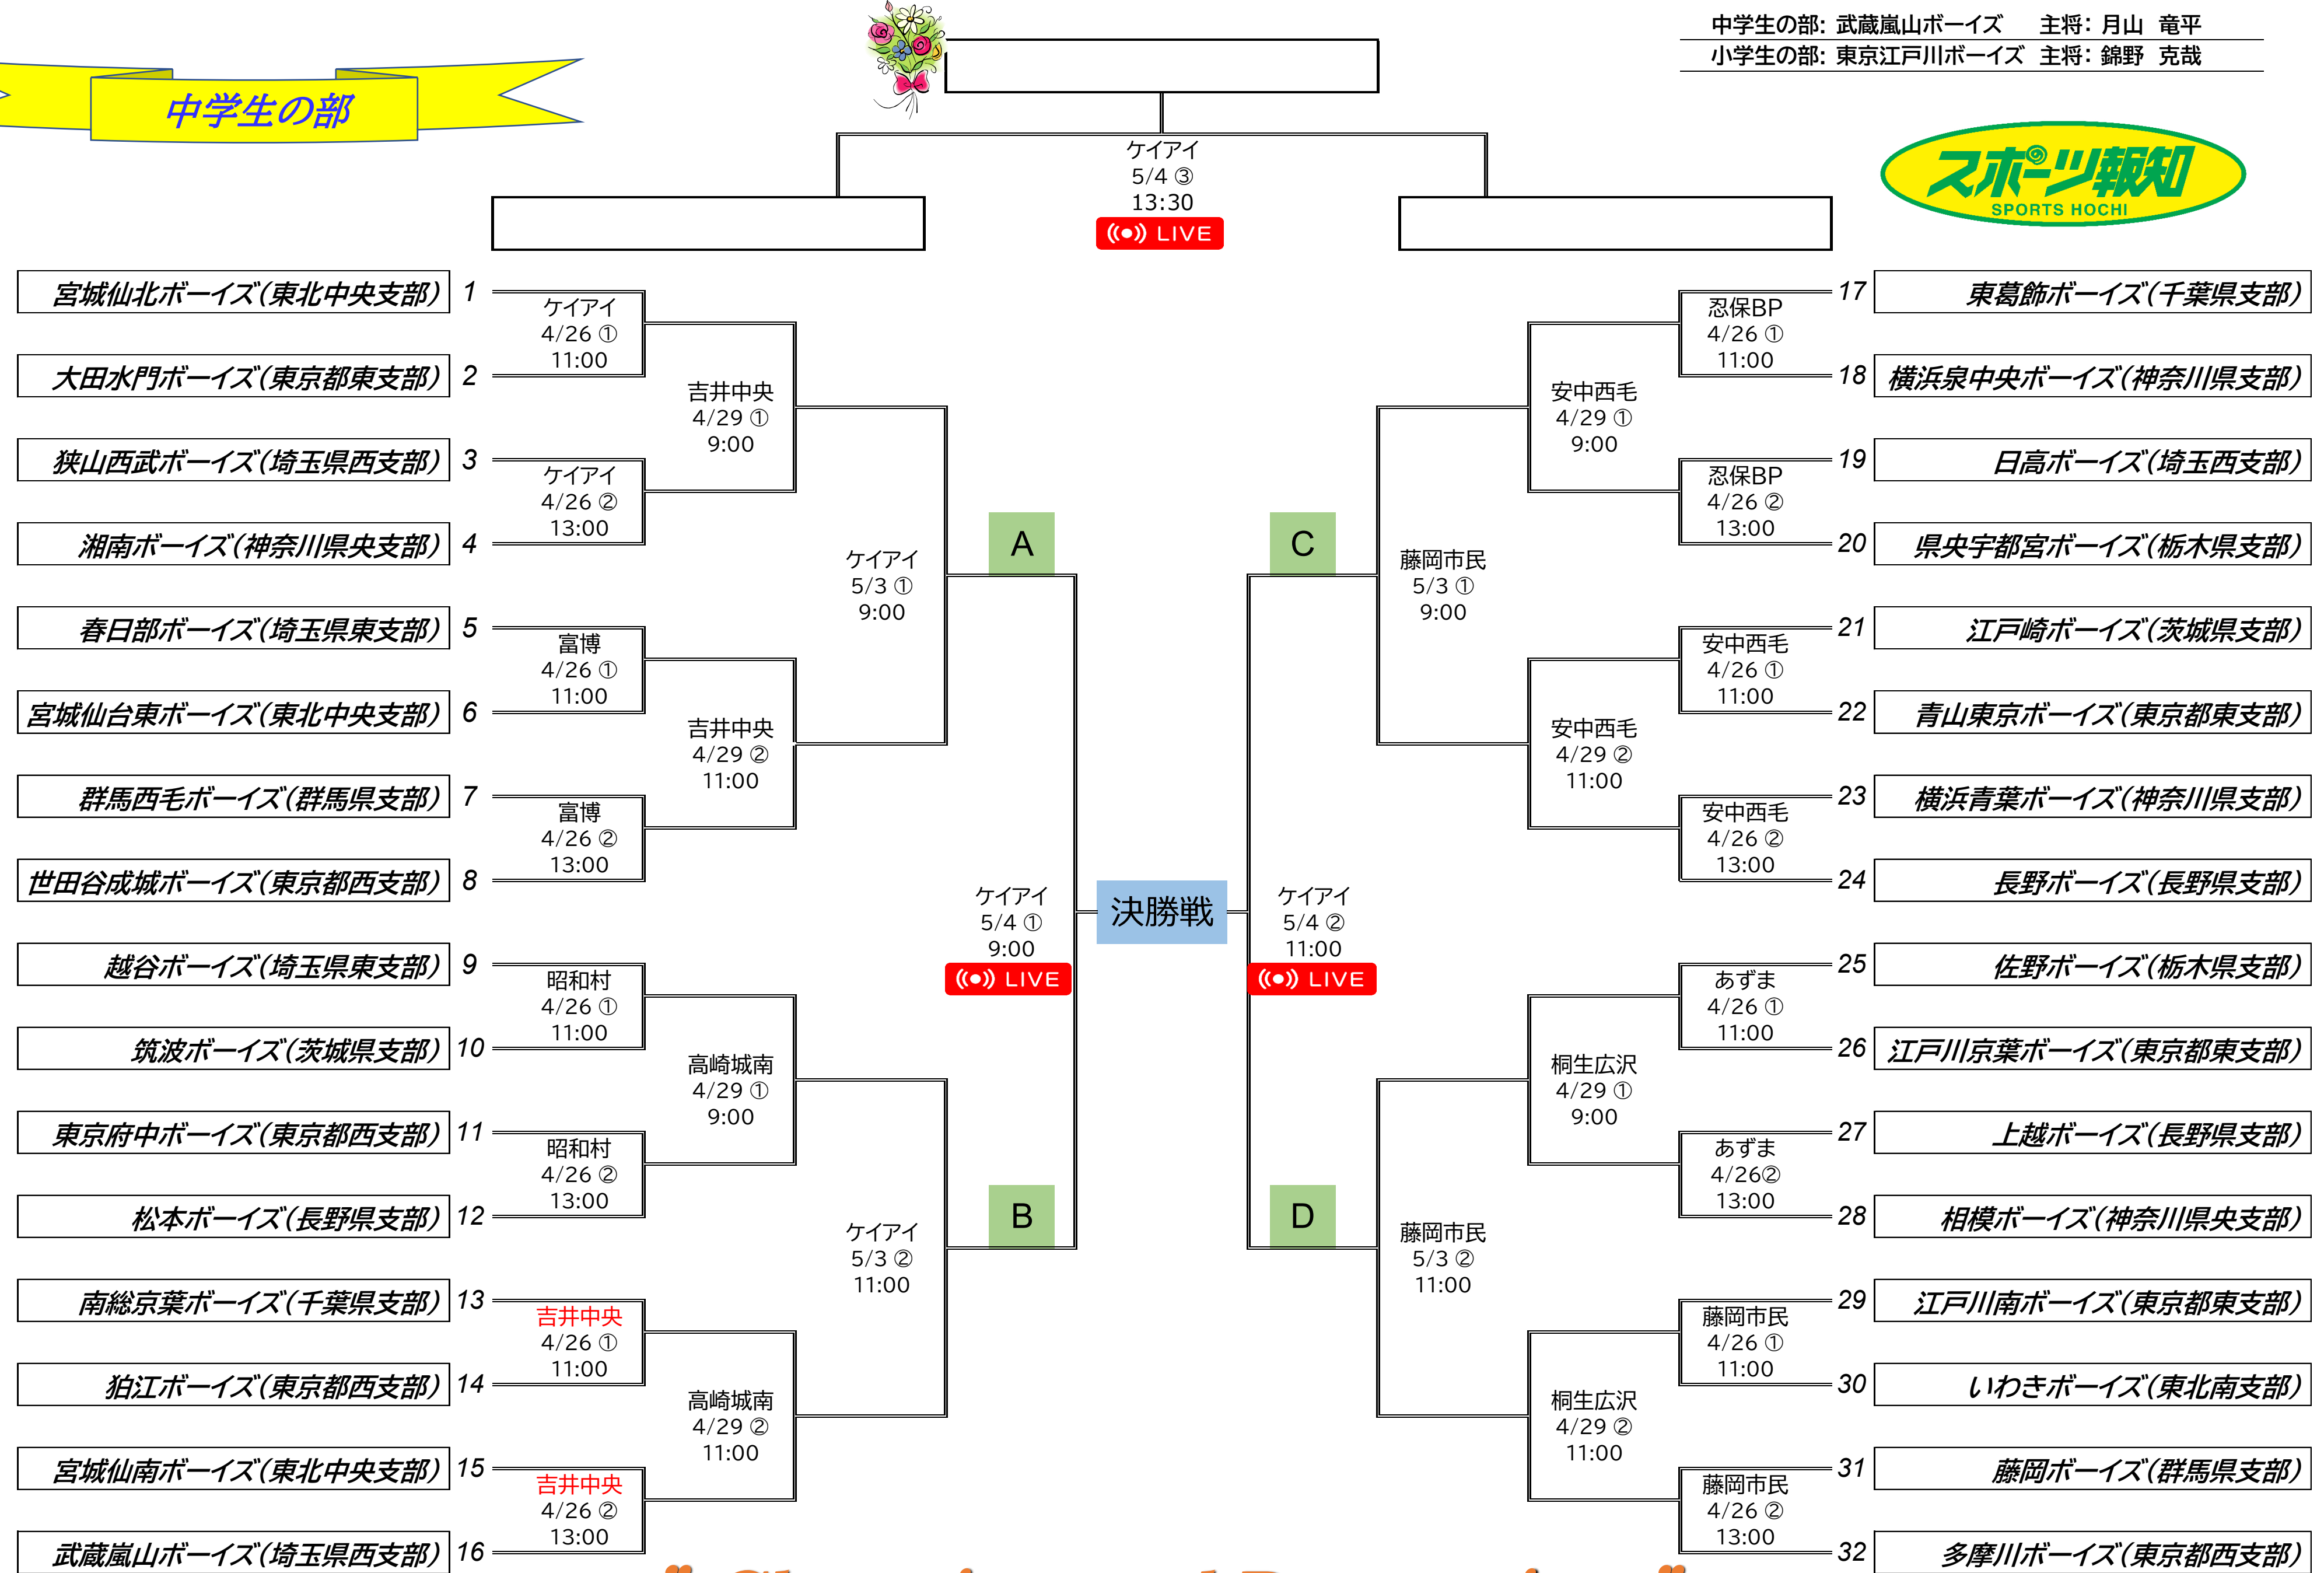 中学生の部: 武蔵嵐山ボーイズ　主将： 月山　竜平
小学生の部: 東京江戸川ボーイズ　主将： 錦野　克哉
中学生の部
スポーツ報知
SPORTS HOCHI
ケイアイ
5/4 ③
13:30
LIVE
宮城仙北ボーイズ（東北中央支部） 1
大田水門ボーイズ（東京都東支部） 2
狭山西武ボーイズ（埼玉県西支部） 3
湘南ボーイズ（神奈川県央支部） 4
春日部ボーイズ（埼玉県東支部） 5
宮城仙台東ボーイズ（東北中央支部） 6
群馬西毛ボーイズ（群馬県支部） 7
世田谷成城ボーイズ（東京都西支部） 8
越谷ボーイズ（埼玉県東支部） 9
筑波ボーイズ（茨城県支部） 10
東京府中ボーイズ（東京都西支部） 11
松本ボーイズ（長野県支部） 12
南総京葉ボーイズ（千葉県支部） 13
狛江ボーイズ（東京都西支部） 14
宮城仙南ボーイズ（東北中央支部） 15
武蔵嵐山ボーイズ（埼玉県西支部） 16
ケイアイ
4/26 ①
11:00
ケイアイ
4/26 ②
13:00
富博
4/26 ①
11:00
富博
4/26 ②
13:00
昭和村
4/26 ①
11:00
昭和村
4/26 ②
13:00
吉井中央
4/26 ①
11:00
吉井中央
4/26 ②
13:00
吉井中央
4/29 ①
9:00
吉井中央
4/29 ②
11:00
高崎城南
4/29 ①
9:00
高崎城南
4/29 ②
11:00
ケイアイ
5/3 ①
9:00
ケイアイ
5/3 ②
11:00
A
B
ケイアイ
5/4 ①
9:00
LIVE
決勝戦
ケイアイ
5/4 ②
11:00
LIVE
C
D
藤岡市民
5/3 ①
9:00
藤岡市民
5/3 ②
11:00
安中西毛
4/29 ①
9:00
安中西毛
4/29 ②
11:00
桐生広沢
4/29 ①
9:00
桐生広沢
4/29 ②
11:00
忍保BP
4/26 ①
11:00
忍保BP
4/26 ②
13:00
安中西毛
4/26 ①
11:00
安中西毛
4/26 ②
13:00
あずま
4/26 ①
11:00
あずま
4/26②
13:00
藤岡市民
4/26 ①
11:00
藤岡市民
4/26 ②
13:00
17 東葛飾ボーイズ（千葉県支部）
18 横浜泉中央ボーイズ（神奈川県支部）
19 日高ボーイズ（埼玉西支部）
20 県央宇都宮ボーイズ（栃木県支部）
21 江戸崎ボーイズ（茨城県支部）
22 青山東京ボーイズ（東京都東支部）
23 横浜青葉ボーイズ（神奈川県支部）
24 長野ボーイズ（長野県支部）
25 佐野ボーイズ（栃木県支部）
26 江戸川京葉ボーイズ（東京都東支部）
27 上越ボーイズ（長野県支部）
28 相模ボーイズ（神奈川県央支部）
29 江戸川南ボーイズ（東京都東支部）
30 いわきボーイズ（東北南支部）
31 藤岡ボーイズ（群馬県支部）
32 多摩川ボーイズ（東京都西支部）